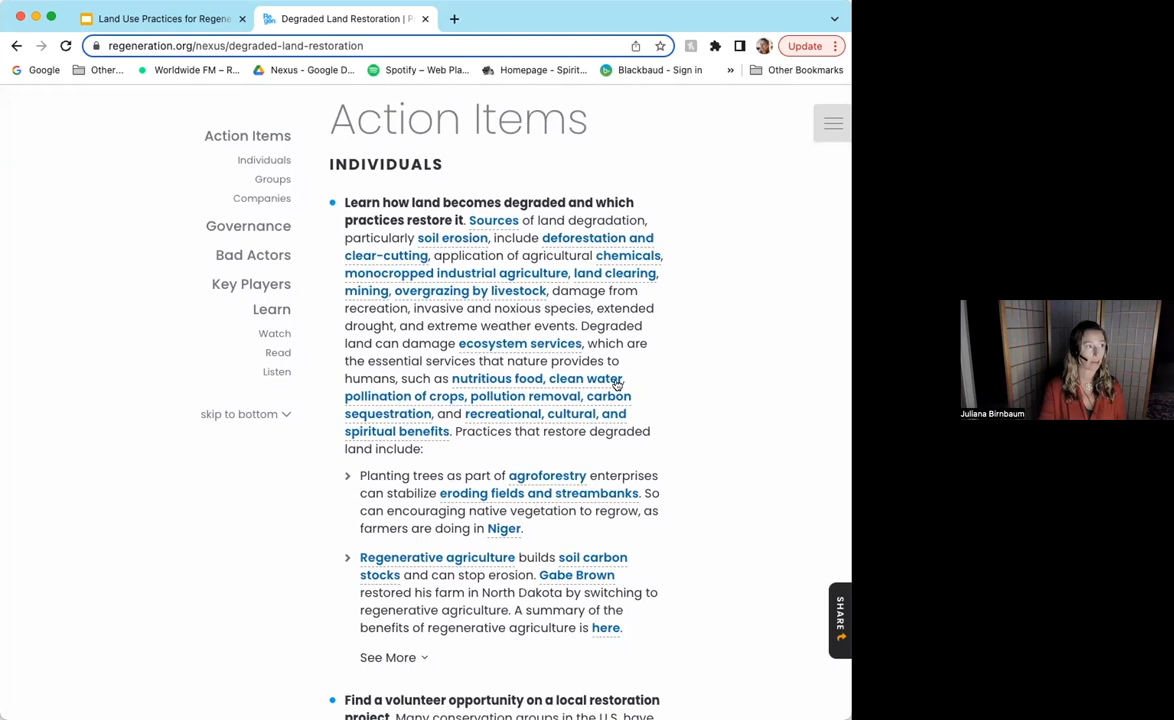 Land Use Practices for Regene
Degraded Land Restoration | P
regeneration.org/nexus/degraded-land-restoration
Update
Google
Other...
Worldwide FM – R...
Nexus - Google D...
Spotify – Web Pla...
Homepage - Spirit...
Blackbaud - Sign in
Other Bookmarks
Action Items
Individuals
Groups
Companies
Governance
Bad Actors
Key Players
Learn
Watch
Read
Listen
skip to bottom
Action Items
INDIVIDUALS
Learn how land becomes degraded and which
practices restore it. Sources of land degradation,
particularly soil erosion, include deforestation and
clear-cutting, application of agricultural chemicals,
monocropped industrial agriculture, land clearing,
mining, overgrazing by livestock, damage from
recreation, invasive and noxious species, extended
drought, and extreme weather events. Degraded
land can damage ecosystem services, which are
the essential services that nature provides to
humans, such as nutritious food, clean water,
pollination of crops, pollution removal, carbon
sequestration, and recreational, cultural, and
spiritual benefits. Practices that restore degraded
land include:
Planting trees as part of agroforestry enterprises
can stabilize eroding fields and streambanks. So
can encouraging native vegetation to regrow, as
farmers are doing in Niger.
Regenerative agriculture builds soil carbon
stocks and can stop erosion. Gabe Brown
restored his farm in North Dakota by switching to
regenerative agriculture. A summary of the
benefits of regenerative agriculture is here.
See More
Find a volunteer opportunity on a local restoration
project. Many conservation groups in the U.S. have
SHARE
Juliana Birnbaum